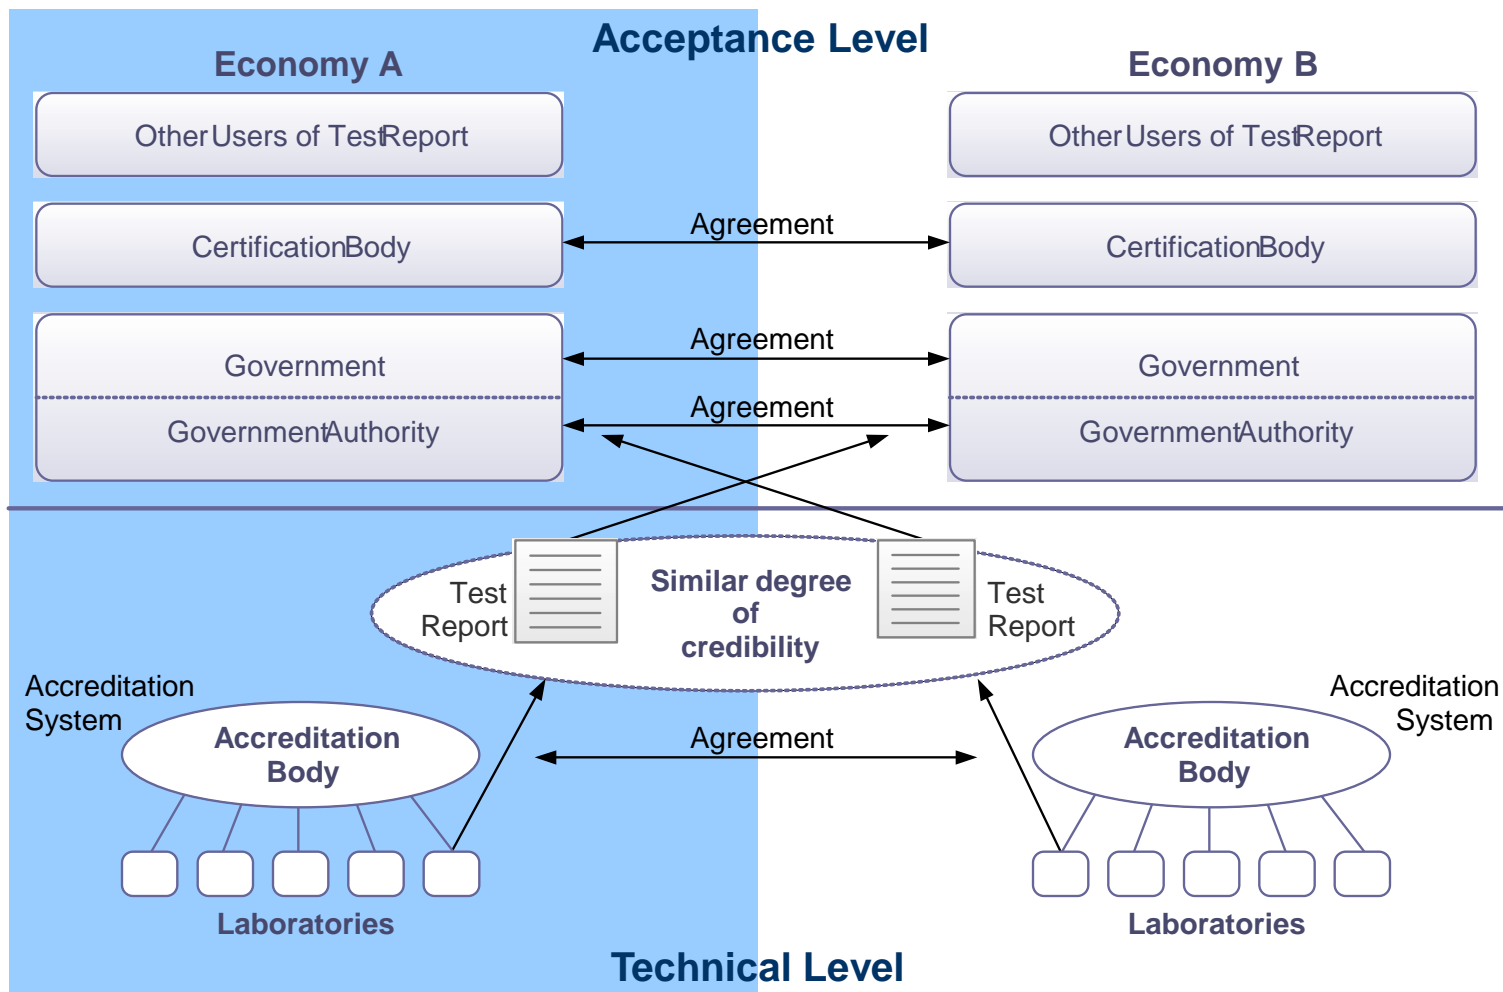 Acceptance Level
Economy A
Economy B
Other Users of Test Report
Other Users of Test Report
Agreement
Certification Body
Certification Body
Agreement
Government
Government
Agreement
Government Authority
Government Authority
Test
Report
Similar degree
of
credibility
Test
Report
Accreditation
System
Accreditation
System
Accreditation
Body
Agreement
Accreditation
Body
Laboratories
Laboratories
Technical Level